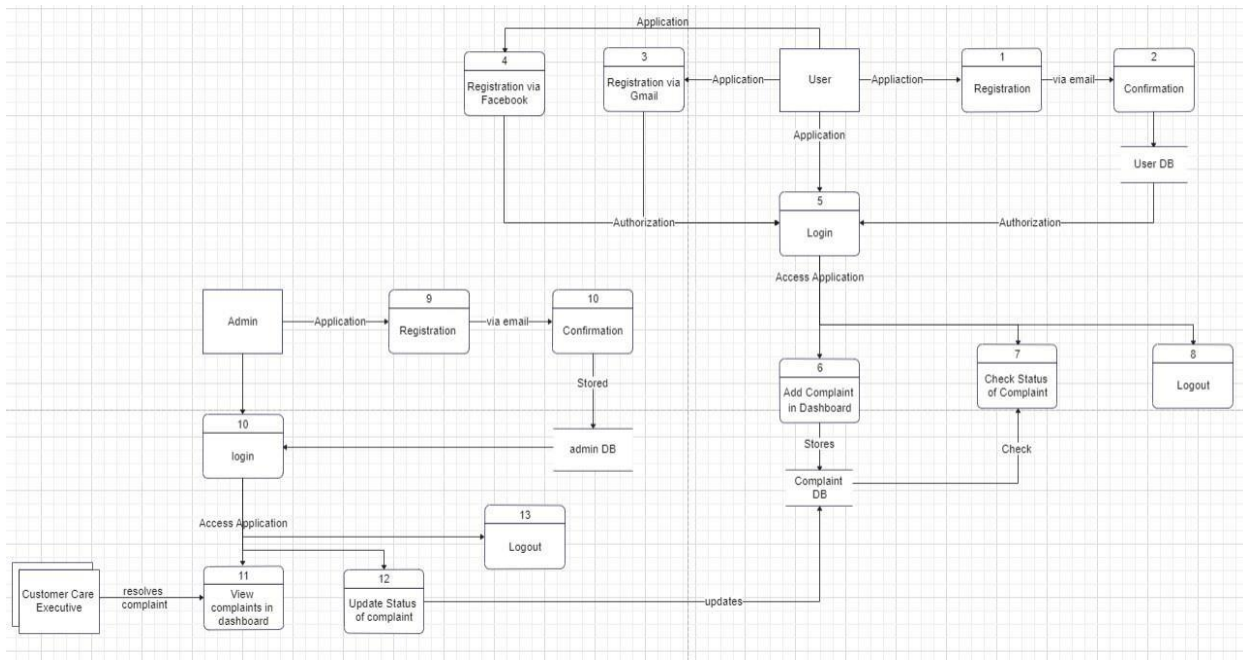 Application
4
Registration via
Facebook
3
Registration via
Gmail
Application
User
Appliaction
1
Registration
via email
2
Confirmation
Application
User DB
5
Login
Authorization
Authorization
Access Application
Admin
Application
9
Registration
via email
10
Confirmation
6
Add Complaint
in Dashboard
7
Check Status
of Complaint
8
Logout
Stored
10
login
admin DB
Stores
Check
Complaint
DB
Access Application
13
Logout
Customer Care
Executive
resolves
complaint
11
View
complaints in
dashboard
12
Update Status
of complaint
updates